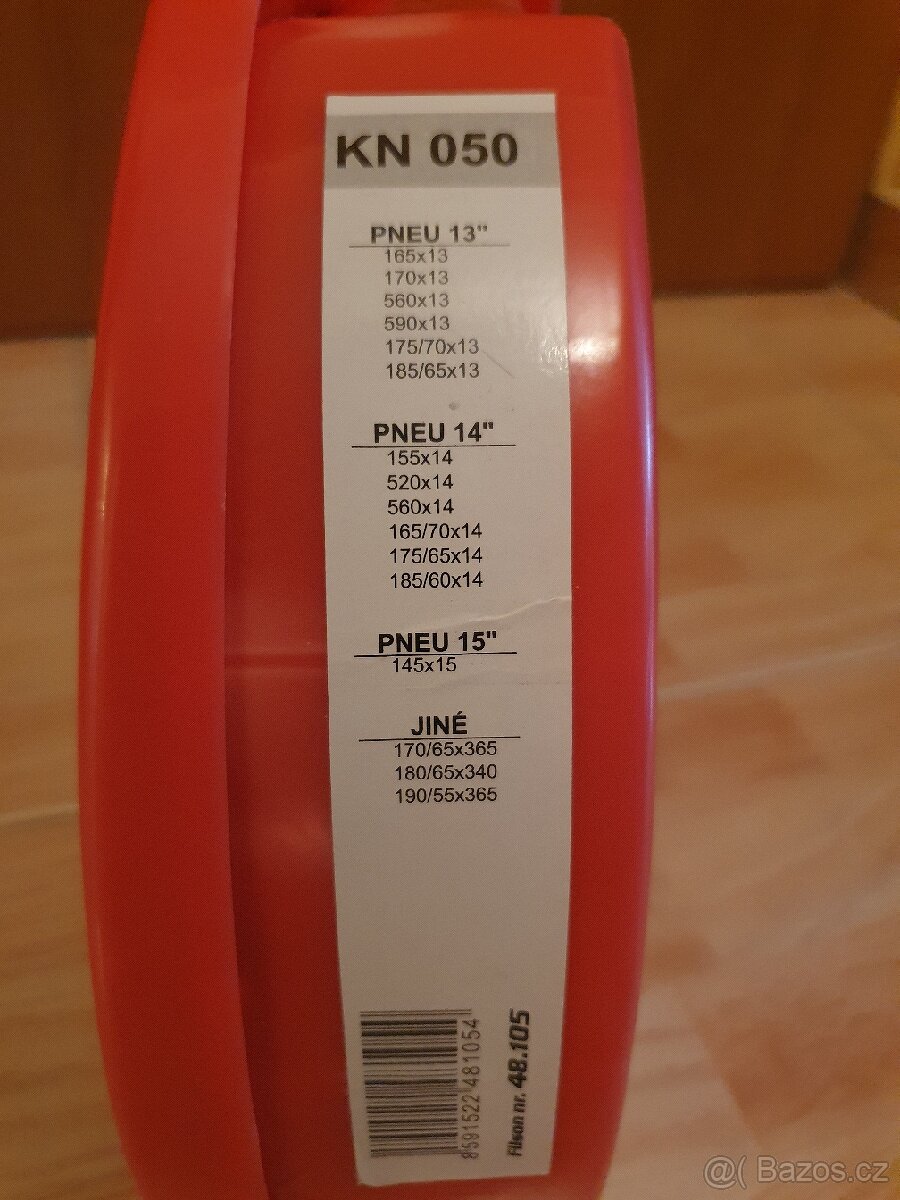 KN 050
PNEU 13"
165x13
170x13
560x13
590x13
175/70x13
185/65x13
PNEU 14"
155x14
520x14
560x14
165/70x14
175/65x14
185/60x14
PNEU 15"
145x15
JINÉ
170/65x365
180/65x340
190/55x365
8591522 481054
Filson nr. 48.105
@( Bazos.cz